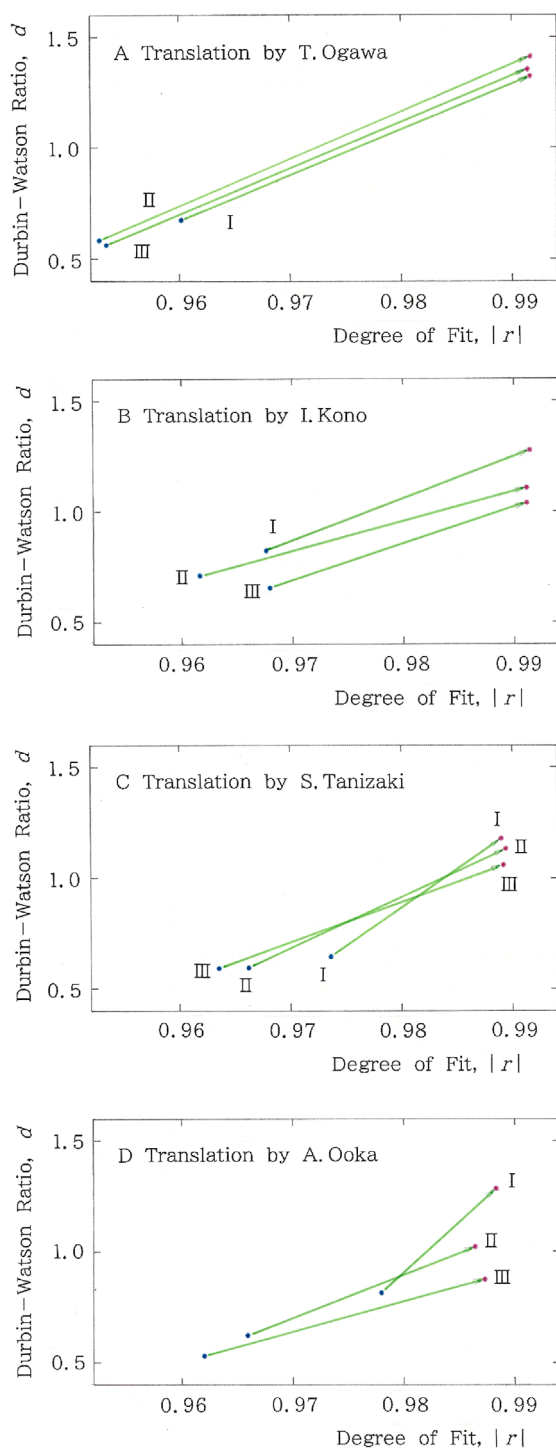 1.5
A Translation by T. Ogawa
Durbin-Watson Ratio, d
1.0
II
I
III
0.5
0.96 0.97 0.98 0.99
Degree of Fit, |r|
1.5
B Translation by I. Kono
Durbin-Watson Ratio, d
1.0
I
II
III
0.5
0.96 0.97 0.98 0.99
Degree of Fit, |r|
1.5
C Translation by S. Tanizaki
Durbin-Watson Ratio, d
I
II
1.0
III
III
II
I
0.5
0.96 0.97 0.98 0.99
Degree of Fit, |r|
1.5
D Translation by A. Ooka
Durbin-Watson Ratio, d
I
II
1.0
III
0.5
0.96 0.97 0.98 0.99
Degree of Fit, |r|